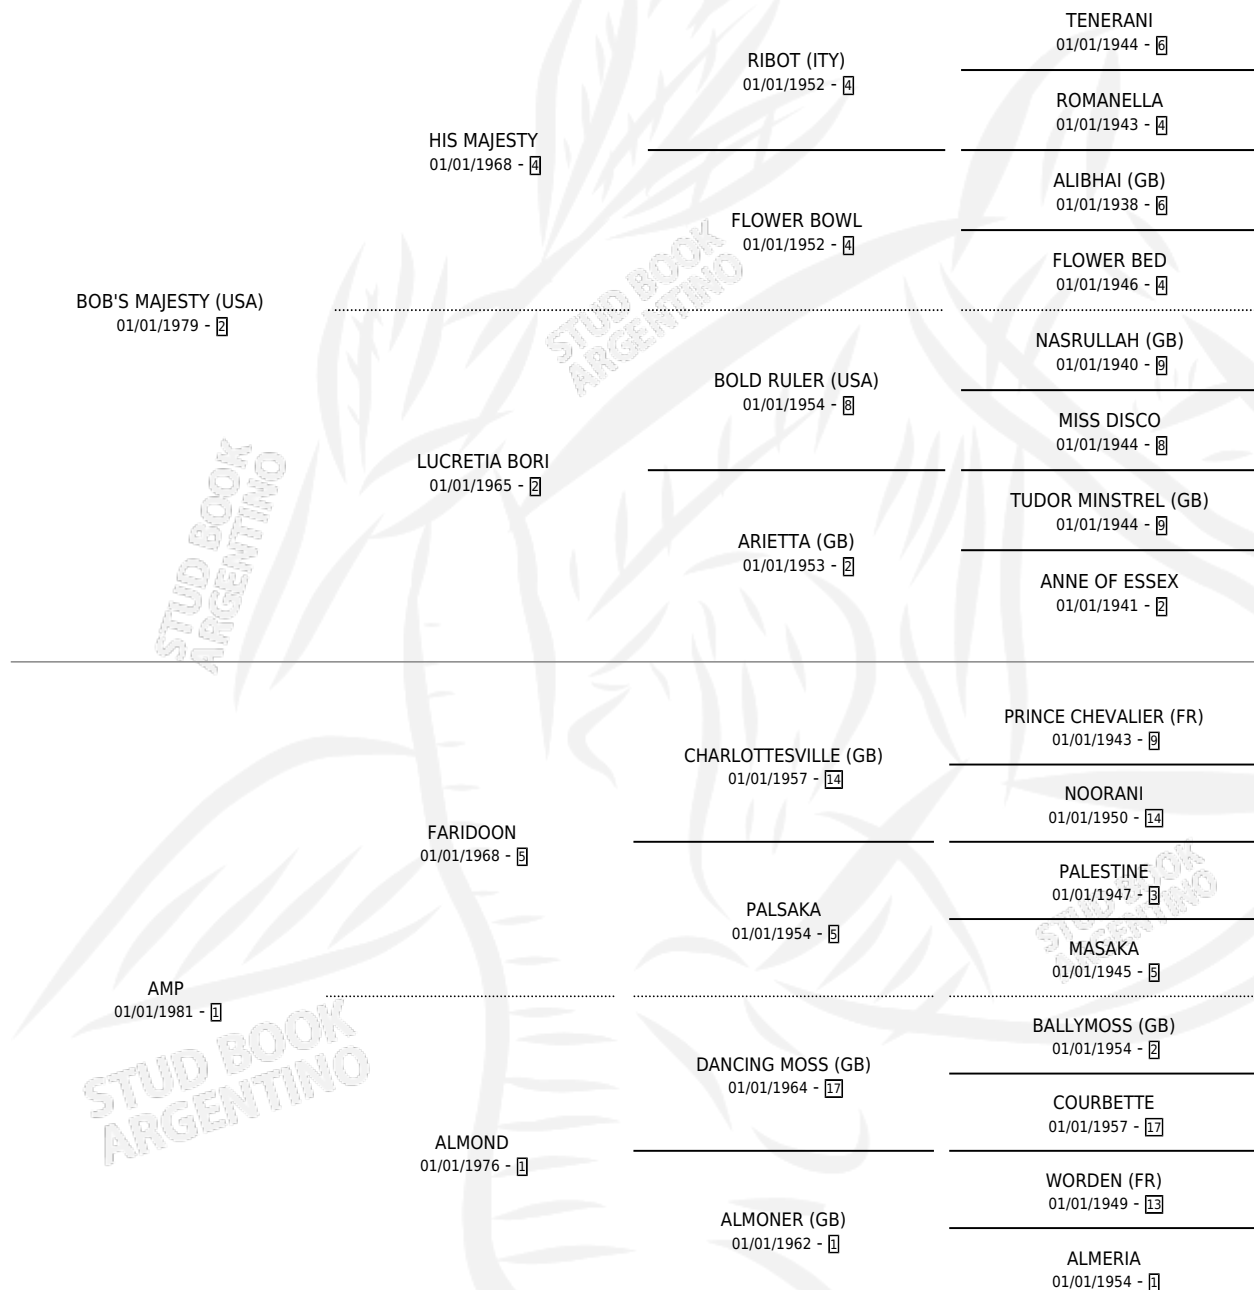 TENERANI
01/01/1944 - 6
RIBOT (ITY)
01/01/1952 - 4
ROMANELLA
01/01/1943 - 4
HIS MAJESTY
01/01/1968 - 4
ALIBHAI (GB)
01/01/1938 - 6
FLOWER BOWL
01/01/1952 - 4
FLOWER BED
01/01/1946 - 4
BOB'S MAJESTY (USA)
01/01/1979 - 2
NASRULLAH (GB)
01/01/1940 - 9
BOLD RULER (USA)
01/01/1954 - 8
MISS DISCO
01/01/1944 - 8
LUCRETIA BORI
01/01/1965 - 2
TUDOR MINSTREL (GB)
01/01/1944 - 9
ARIETTA (GB)
01/01/1953 - 2
ANNE OF ESSEX
01/01/1941 - 2
PRINCE CHEVALIER (FR)
01/01/1943 - 9
CHARLOTTESVILLE (GB)
01/01/1957 - 14
NOORANI
01/01/1950 - 14
FARIDOON
01/01/1968 - 5
PALESTINE
01/01/1947 - 3
PALSAKA
01/01/1954 - 5
MASAKA
01/01/1945 - 5
AMP
01/01/1981 - 1
BALLYMOSS (GB)
01/01/1954 - 2
DANCING MOSS (GB)
01/01/1964 - 17
COURBETTE
01/01/1957 - 17
ALMOND
01/01/1976 - 1
WORDEN (FR)
01/01/1949 - 13
ALMONER (GB)
01/01/1962 - 1
ALMERIA
01/01/1954 - 1
STUD BOOK
ARGENTINO
STUD BOOK
ARGENTINO
STUD BOOK
ARGENTINO
STUD BOOK
ARGENTINO